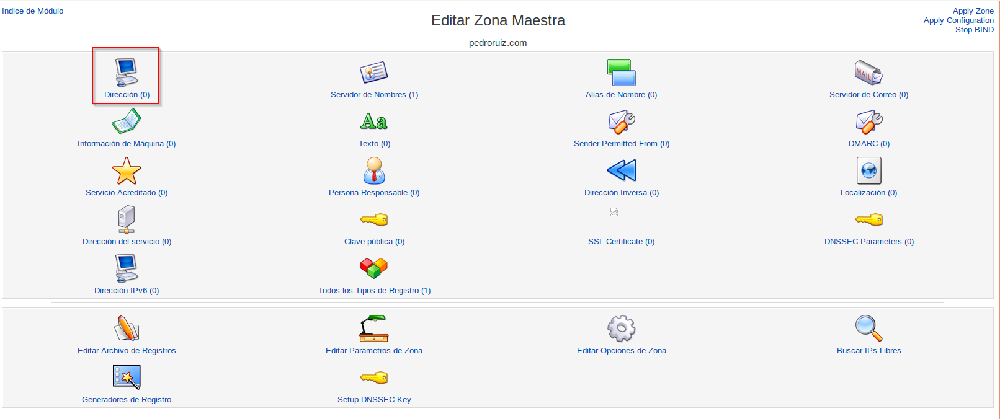 Indice de Módulo
Apply Zone
Editar Zona Maestra
Apply Configuration
Stop BIND
pedroruiz.com
Dirección (0)
Servidor de Nombres (1)
Alias de Nombre (0)
MAIL
Servidor de Correo (0)
Información de Máquina (0)
Aa
Texto (0)
Sender Permitted From (0)
DMARC (0)
Servicio Acreditado (0)
Persona Responsable (0)
Dirección Inversa (0)
Localización (0)
Dirección del servicio (0)
Clave pública (0)
SSL Certificate (0)
DNSSEC Parameters (0)
Dirección IPv6 (0)
Todos los Tipos de Registro (1)
Editar Archivo de Registros
Editar Parámetros de Zona
Editar Opciones de Zona
Buscar IPs Libres
Generadores de Registro
Setup DNSSEC Key